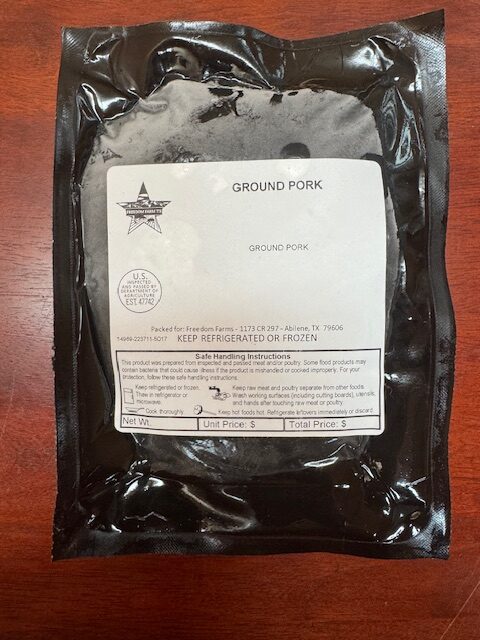 GROUND PORK
FREEDOM FARM TX
GROUND PORK
U.S.
INSPECTED
AND PASSED BY
DEPARTMENT OF
AGRICULTURE
EST. 47742
Packed for: Freedom Farms - 1173 CR 297 - Abilene, TX 79606
KEEP REFRIGERATED OR FROZEN
Safe Handling Instructions
This product was prepared from inspected and passed meat and/or poultry. Some food products may
contain bacteria that could cause illness if the product is mishandled or cooked improperly. For your
protection, follow these safe handling instructions.
Keep refrigerated or frozen.
Thaw in refrigerator or
microwave.
Keep raw meat and poultry separate from other foods.
Wash working surfaces (including cutting boards), utensils,
and hands after touching raw meat or poultry.
Cook thoroughly.
Keep hot foods hot. Refrigerate leftovers immediately or discard.
Net Wt.
Unit Price: $
Total Price: $